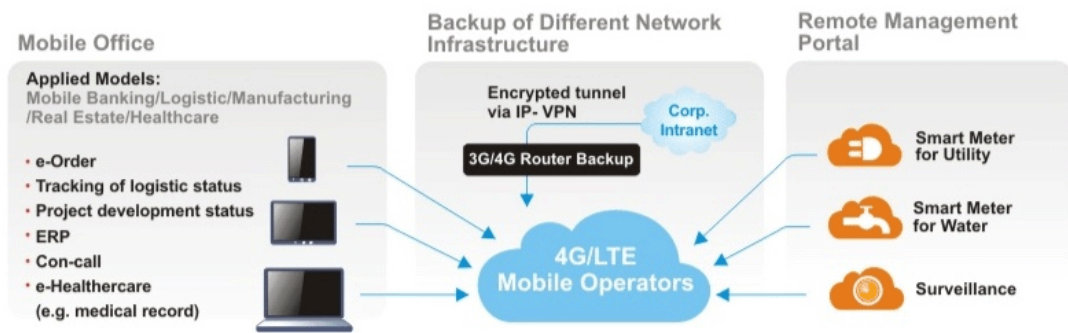 Mobile Office
Applied Models:
Mobile Banking/Logistic/Manufacturing
/Real Estate/Healthcare
• e-Order
• Tracking of logistic status
• Project development status
• ERP
• Con-call
• e-Healthercare
(e.g. medical record)
Backup of Different Network
Infrastructure
Encrypted tunnel
via IP- VPN
Corp.
Intranet
3G/4G Router Backup
4G/LTE
Mobile Operators
Remote Management
Portal
Smart Meter
for Utility
Smart Meter
for Water
Surveillance